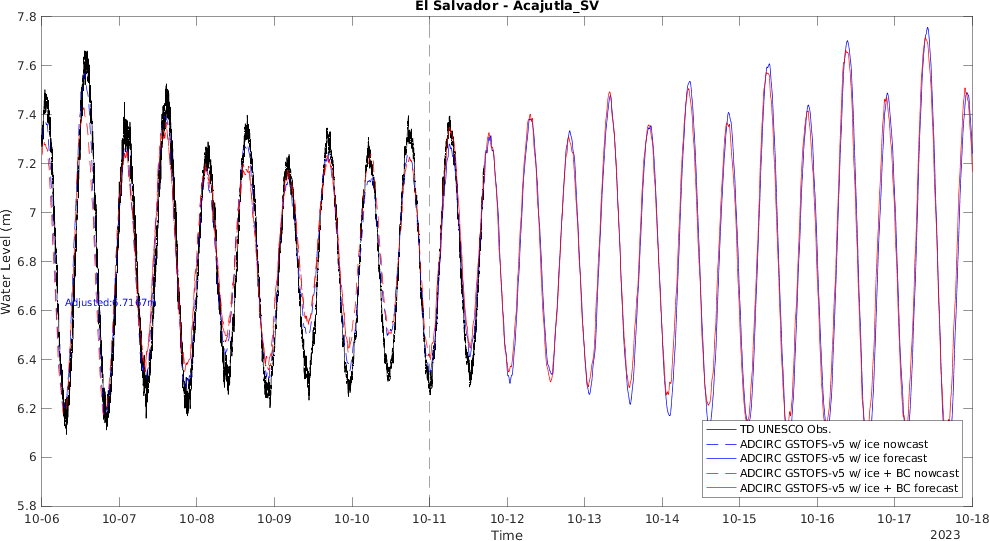 El Salvador - Acajutla_SV
7.8
7.6
7.4
7.2
7
6.8
6.6
6.4
6.2
6
5.8
Water Level (m)
Adjusted:6.7167m
TD UNESCO Obs.
ADCIRC GSTOFS-v5 w/ ice nowcast
ADCIRC GSTOFS-v5 w/ ice forecast
ADCIRC GSTOFS-v5 w/ ice + BC nowcast
ADCIRC GSTOFS-v5 w/ ice + BC forecast
10-06 10-07 10-08 10-09 10-10 10-11 10-12 10-13 10-14 10-15 10-16 10-17 10-18
Time
2023